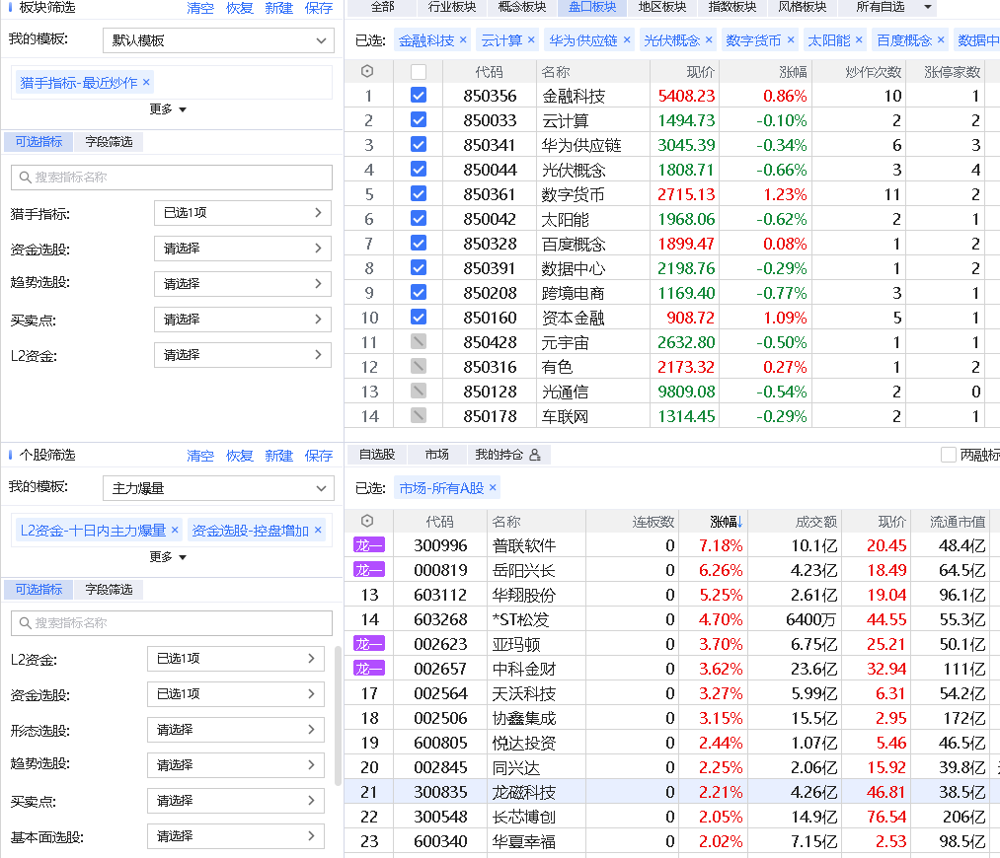 板块筛选 清空 恢复 新建 保存
我的模板: 默认模板
猎手指标-最近炒作 ×
更多
可选指标 字段筛选
搜索指标名称
猎手指标: 已选1项
资金选股: 请选择
趋势选股: 请选择
买卖点: 请选择
L2资金: 请选择
全部 行业板块 概念板块 盘口板块 地区板块 指数板块 风格板块 所有自选
已选: 金融科技 × 云计算 × 华为供应链 × 光伏概念 × 数字货币 × 太阳能 × 百度概念 × 数据中
代码 名称 现价 涨幅 炒作次数 涨停家数
1 850356 金融科技 5408.23 0.86% 10 1
2 850033 云计算 1494.73 -0.10% 2 2
3 850341 华为供应链 3045.39 -0.34% 6 3
4 850044 光伏概念 1808.71 -0.66% 3 4
5 850361 数字货币 2715.13 1.23% 11 2
6 850042 太阳能 1968.06 -0.62% 2 1
7 850328 百度概念 1899.47 0.08% 1 2
8 850391 数据中心 2198.76 -0.29% 1 2
9 850208 跨境电商 1169.40 -0.77% 3 1
10 850160 资本金融 908.72 1.09% 5 1
11 850428 元宇宙 2632.80 -0.50% 1 1
12 850316 有色 2173.32 0.27% 1 2
13 850128 光通信 9809.08 -0.54% 2 0
14 850178 车联网 1314.45 -0.29% 2 1
个股筛选 清空 恢复 新建 保存
我的模板: 主力爆量
L2资金-十日内主力爆量 × 资金选股-控盘增加 ×
更多
可选指标 字段筛选
搜索指标名称
L2资金: 已选1项
资金选股: 已选1项
形态选股: 请选择
趋势选股: 请选择
买卖点: 请选择
基本面选股: 请选择
自选股 市场 我的持仓 两融标
已选: 市场-所有A股 ×
代码 名称 连板数 涨幅↓ 成交额 现价 流通市值
龙一 300996 普联软件 0 7.18% 10.1亿 20.45 48.4亿
龙一 000819 岳阳兴长 0 6.26% 4.23亿 18.49 64.5亿
13 603112 华翔股份 0 5.25% 2.61亿 19.04 96.1亿
14 603268 *ST松发 0 4.70% 6400万 44.55 55.3亿
龙一 002623 亚玛顿 0 3.70% 6.75亿 25.21 50.1亿
龙一 002657 中科金财 0 3.62% 23.6亿 32.94 111亿
17 002564 天沃科技 0 3.27% 5.99亿 6.31 54.2亿
18 002506 协鑫集成 0 3.15% 15.5亿 2.95 172亿
19 600805 悦达投资 0 2.44% 1.07亿 5.46 46.5亿
20 002845 同兴达 0 2.25% 2.06亿 15.92 39.8亿
21 300835 龙磁科技 0 2.21% 4.26亿 46.81 38.5亿
22 300548 长芯博创 0 2.05% 14.9亿 76.54 206亿
23 600340 华夏幸福 0 2.02% 7.15亿 2.53 98.5亿